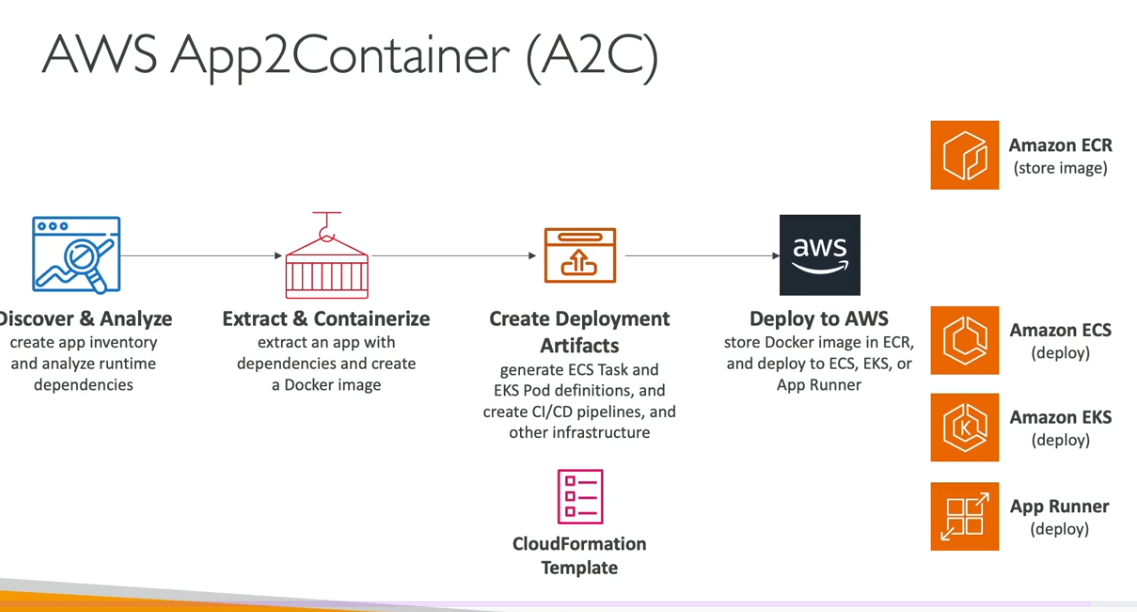 AWS App2Container (A2C)
Amazon ECR
(store image)
aws
Discover & Analyze
create app inventory
and analyze runtime
dependencies
Extract & Containerize
extract an app with
dependencies and create
a Docker image
Create Deployment
Artifacts
generate ECS Task and
EKS Pod definitions, and
create CI/CD pipelines, and
other infrastructure
Deploy to AWS
store Docker image in ECR,
and deploy to ECS, EKS, or
App Runner
Amazon ECS
(deploy)
Amazon EKS
(deploy)
K
App Runner
(deploy)
CloudFormation
Template